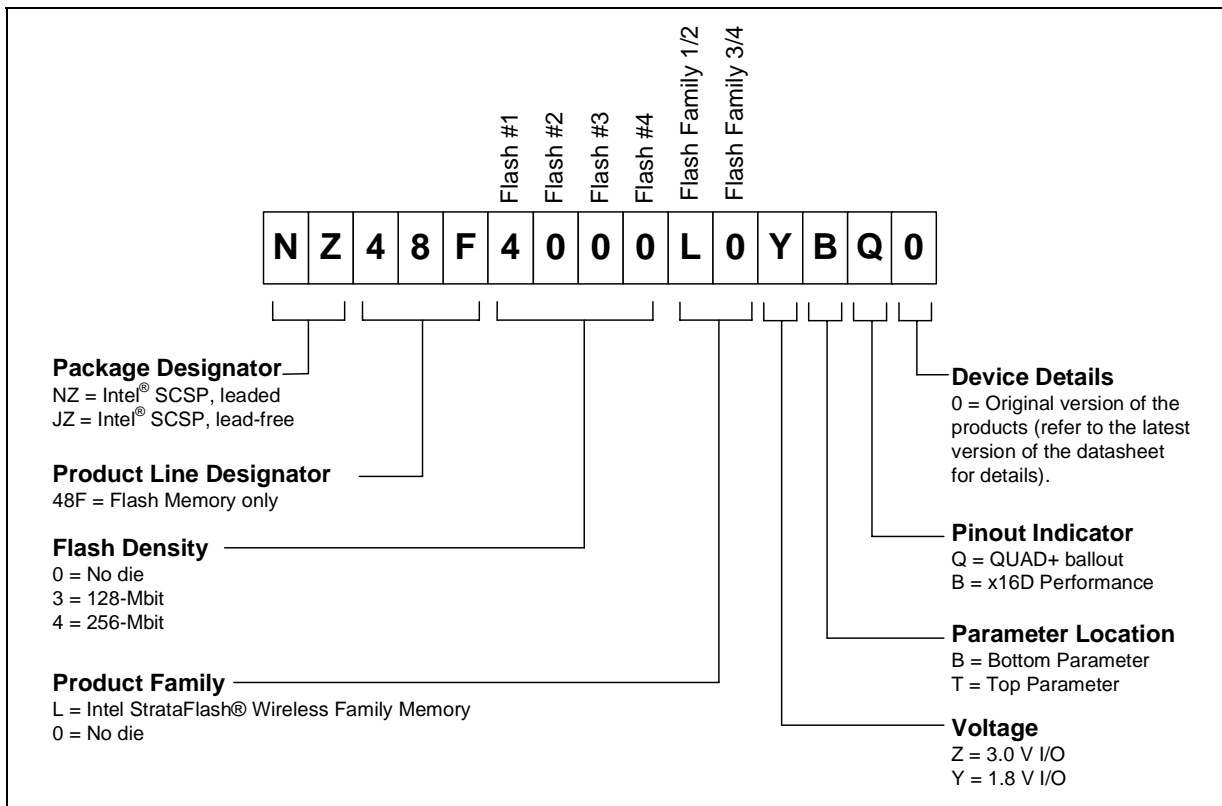 Flash #1
Flash #2
Flash #3
Flash #4
Flash Family 1/2
Flash Family 3/4
N Z 4 8 F 4 0 0 0 L 0 Y B Q 0
Package Designator
NZ = Intel® SCSP, leaded
JZ = Intel® SCSP, lead-free
Product Line Designator
48F = Flash Memory only
Flash Density
0 = No die
3 = 128-Mbit
4 = 256-Mbit
Product Family
L = Intel StrataFlash® Wireless Family Memory
0 = No die
Device Details
0 = Original version of the
products (refer to the latest
version of the datasheet
for details).
Pinout Indicator
Q = QUAD+ ballout
B = x16D Performance
Parameter Location
B = Bottom Parameter
T = Top Parameter
Voltage
Z = 3.0 V I/O
Y = 1.8 V I/O